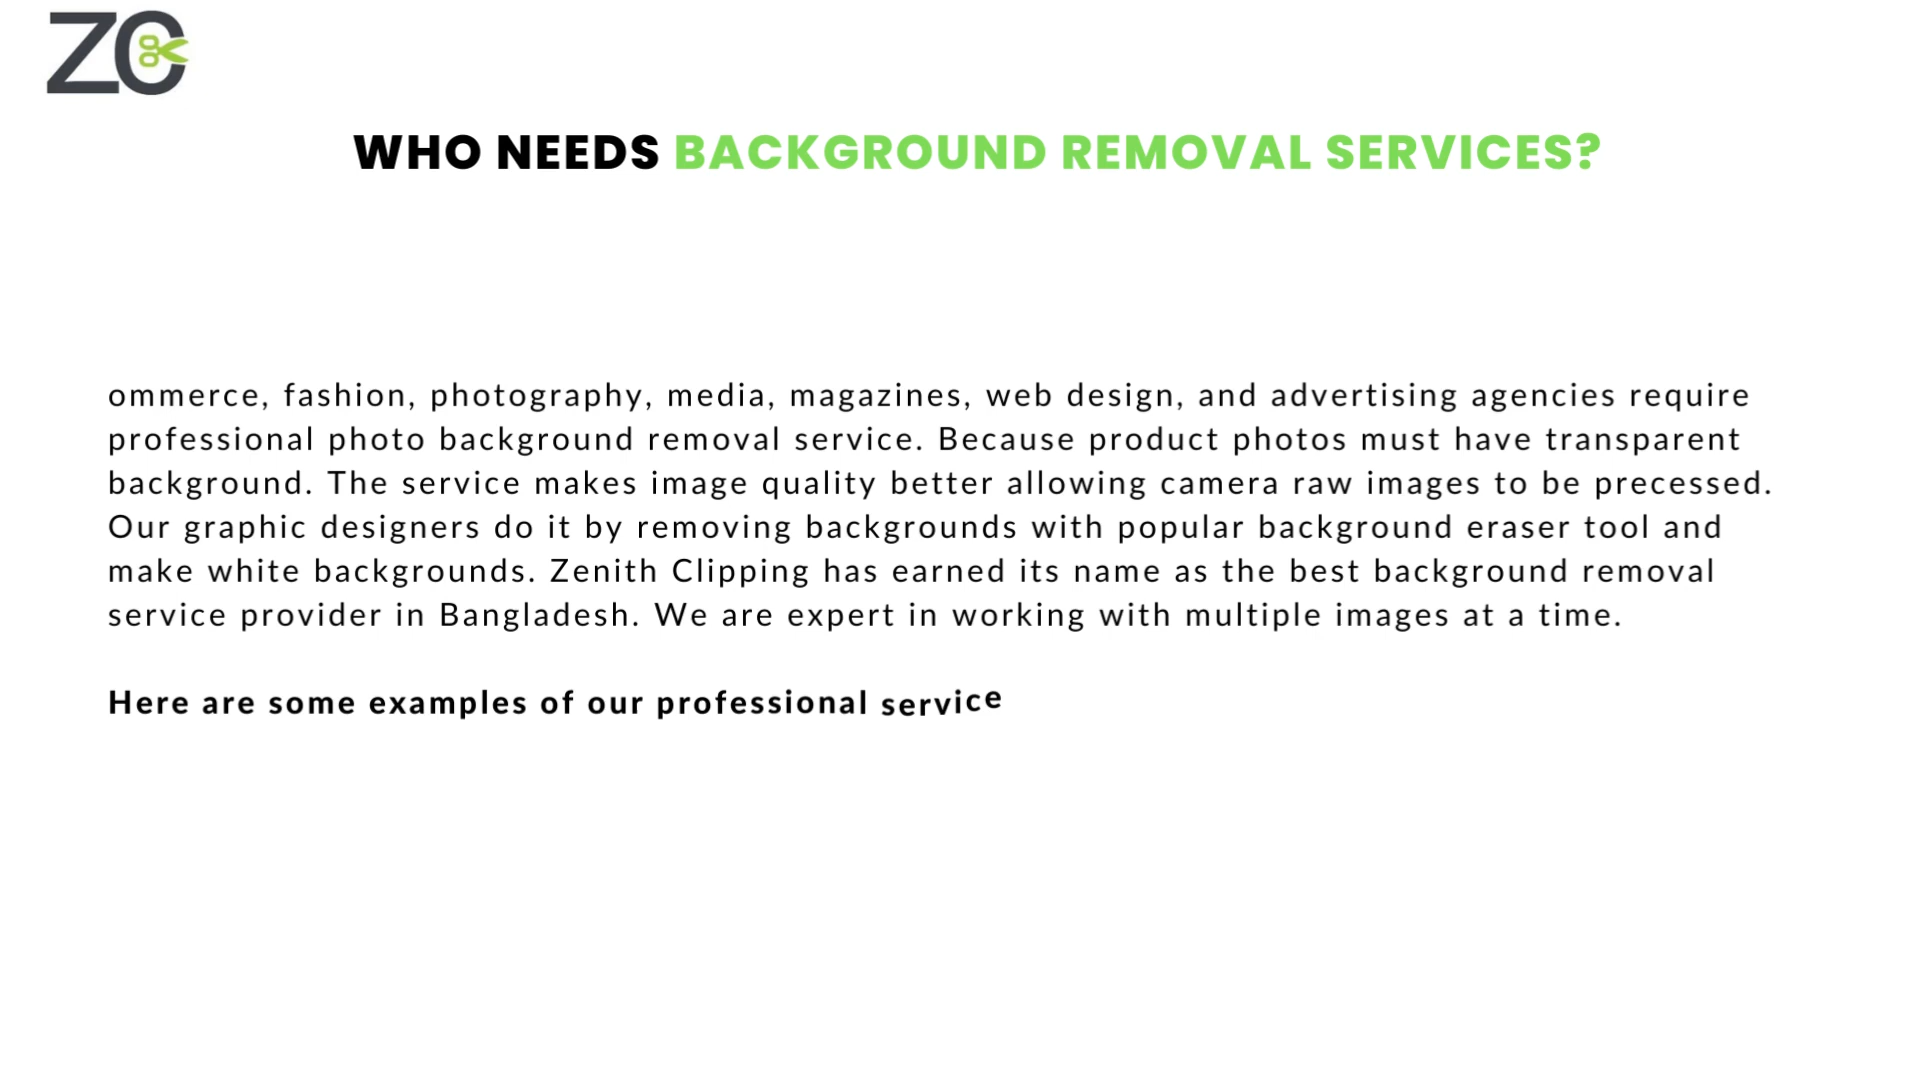 ZC
WHO NEEDS BACKGROUND REMOVAL SERVICES?
ommerce, fashion, photography, media, magazines, web design, and advertising agencies require
professional photo background removal service. Because product photos must have transparent
background. The service makes image quality better allowing camera raw images to be precessed.
Our graphic designers do it by removing backgrounds with popular background eraser tool and
make white backgrounds. Zenith Clipping has earned its name as the best background removal
service provider in Bangladesh. We are expert in working with multiple images at a time.
Here are some examples of our professional service